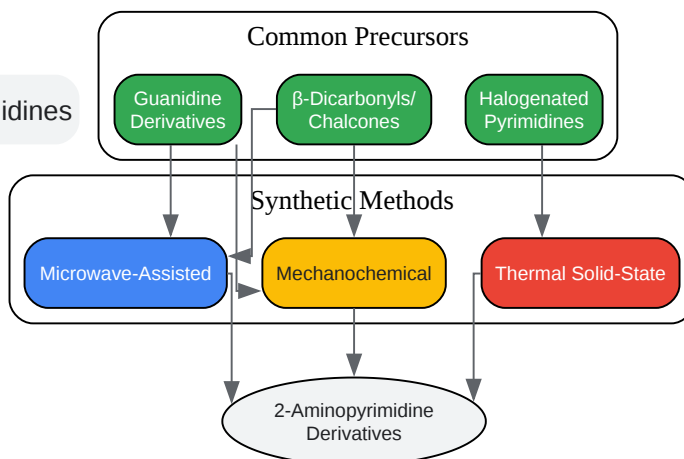 Common Precursors
idines
Guanidine
Derivatives
β-Dicarbonyls/
Chalcones
Halogenated
Pyrimidines
Synthetic Methods
Microwave-Assisted
Mechanochemical
Thermal Solid-State
2-Aminopyrimidine
Derivatives